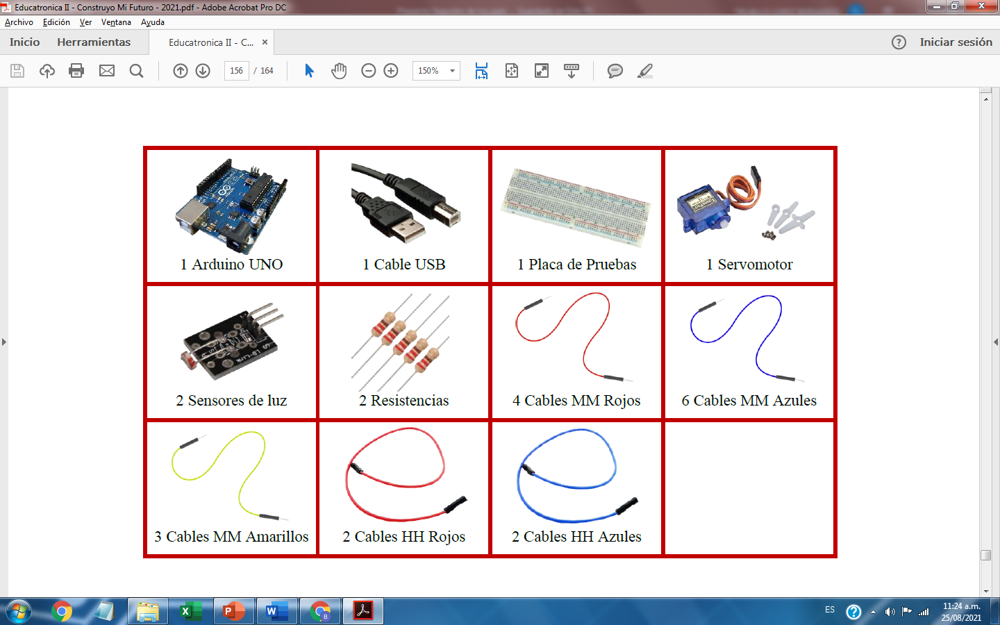 Educatronica II - Construyo Mi Futuro - 2021.pdf - Adobe Acrobat Pro DC
Archivo Edición Ver Ventana Ayuda
Inicio Herramientas Educatronica II - C... × Iniciar sesión
156 / 164 150%
1 Arduino UNO 1 Cable USB 1 Placa de Pruebas 1 Servomotor
2 Sensores de luz 2 Resistencias 4 Cables MM Rojos 6 Cables MM Azules
3 Cables MM Amarillos 2 Cables HH Rojos 2 Cables HH Azules
ES 11:24 a.m.
25/08/2021